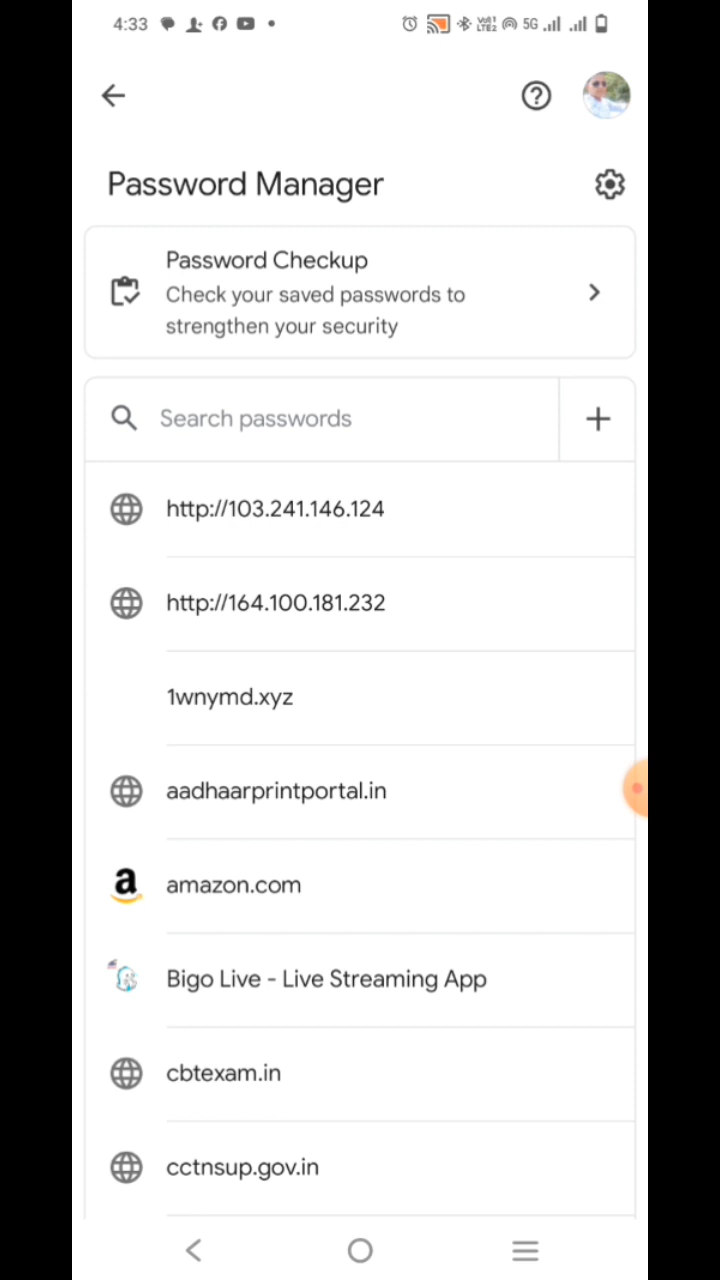 4:33
5G
Password Manager
Password Checkup
Check your saved passwords to
strengthen your security
Search passwords
http://103.241.146.124
http://164.100.181.232
1wnymd.xyz
aadhaarprintportal.in
a amazon.com
Bigo Live - Live Streaming App
cbtexam.in
cctnsup.gov.in